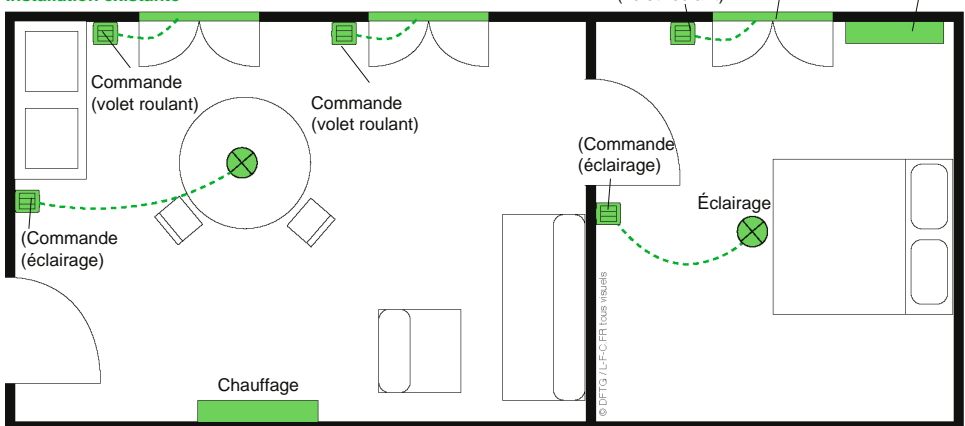 Commande
(volet roulant)
Commande
(volet roulant)
(Commande
(éclairage)
(Commande
(éclairage)
Éclairage
Chauffage
© DFTG / L-F-C.FR tous visuels